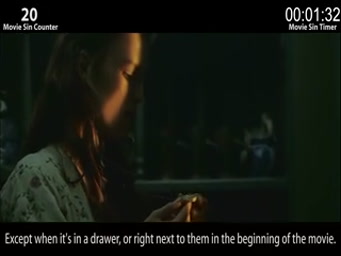 20
Movie Sin Counter
00:01:32
Movie Sin Timer
Except when it's in a drawer, or right next to them in the beginning of the movie.